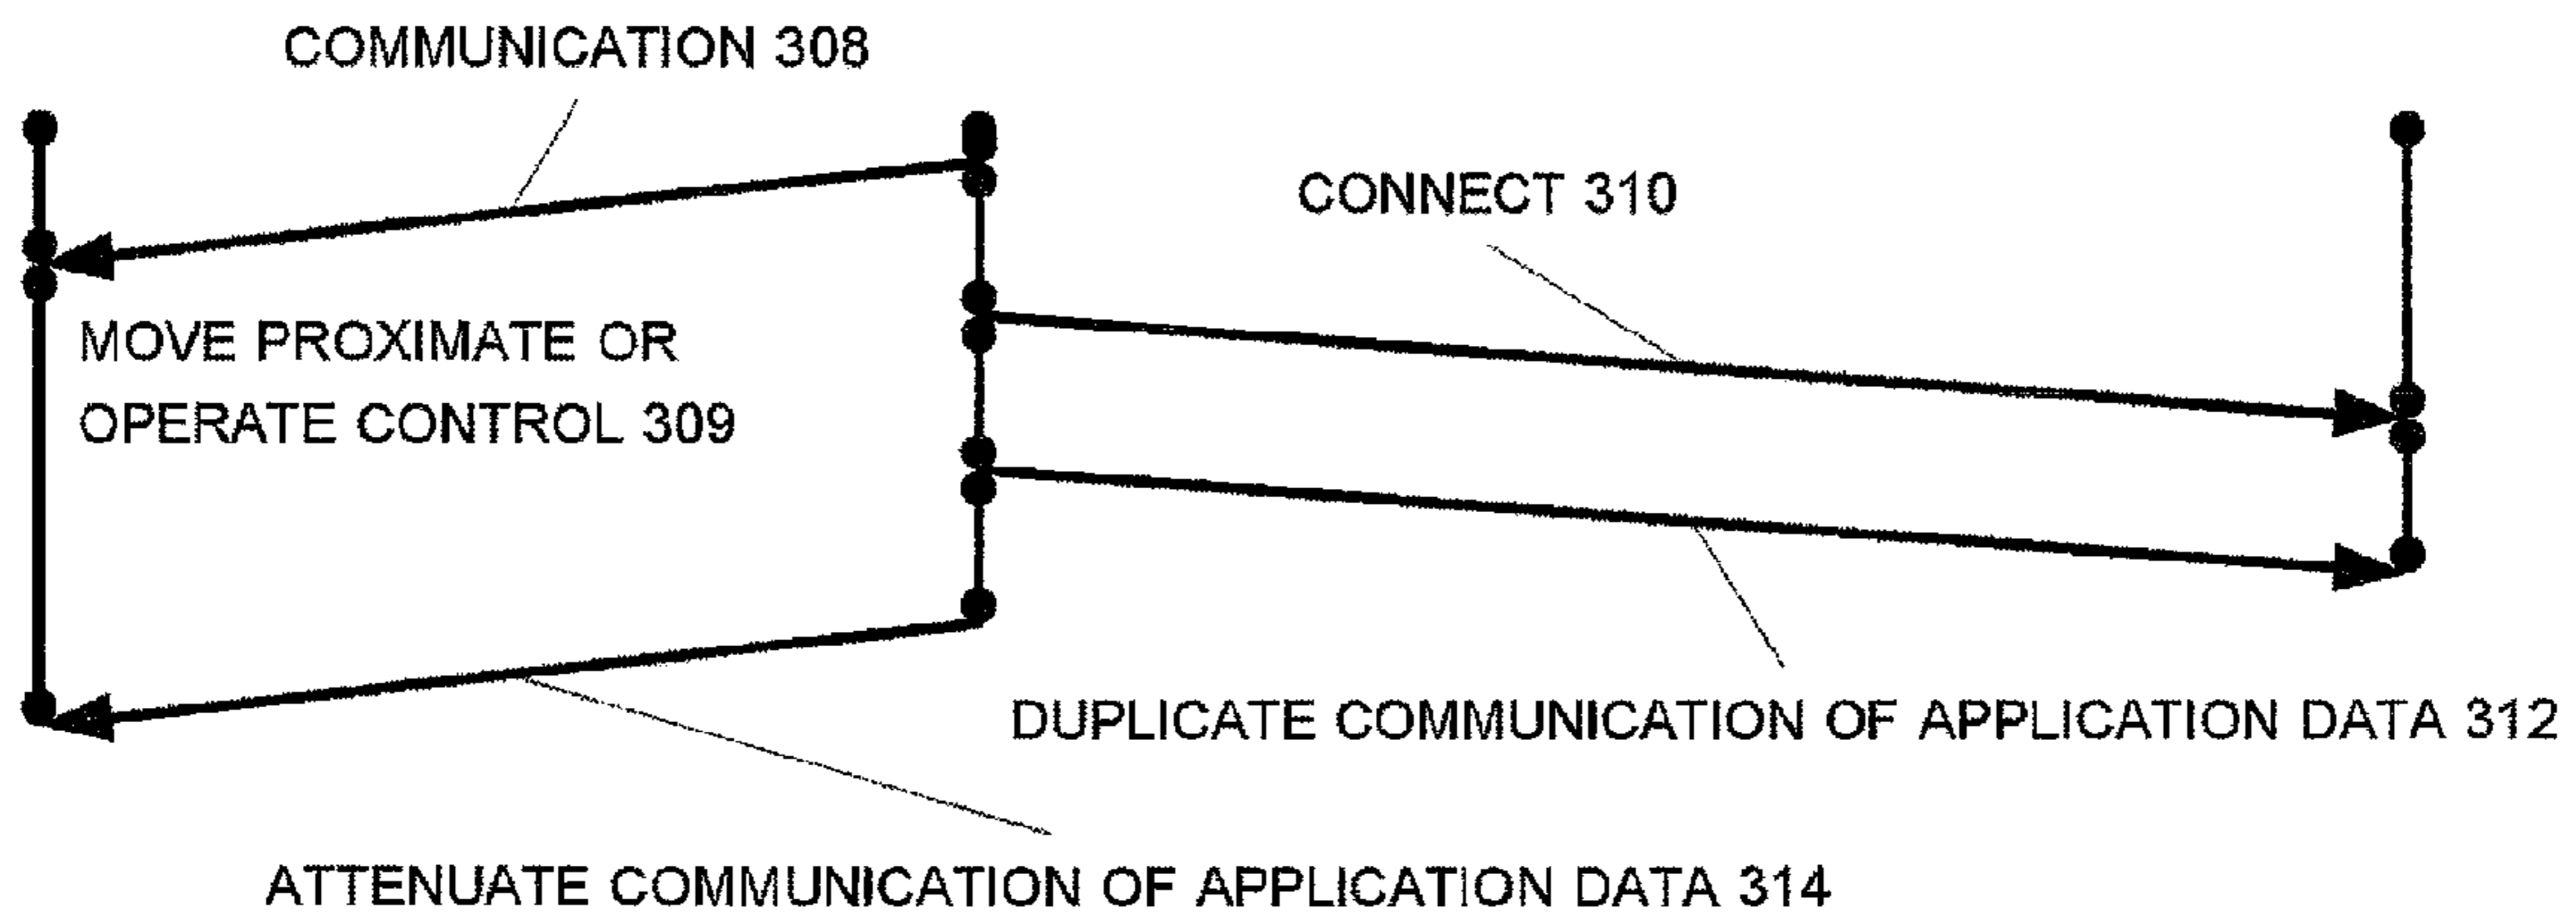 COMMUNICATION 308
CONNECT 310
MOVE PROXIMATE OR
OPERATE CONTROL 309
DUPLICATE COMMUNICATION OF APPLICATION DATA 312
ATTENUATE COMMUNICATION OF APPLICATION DATA 314